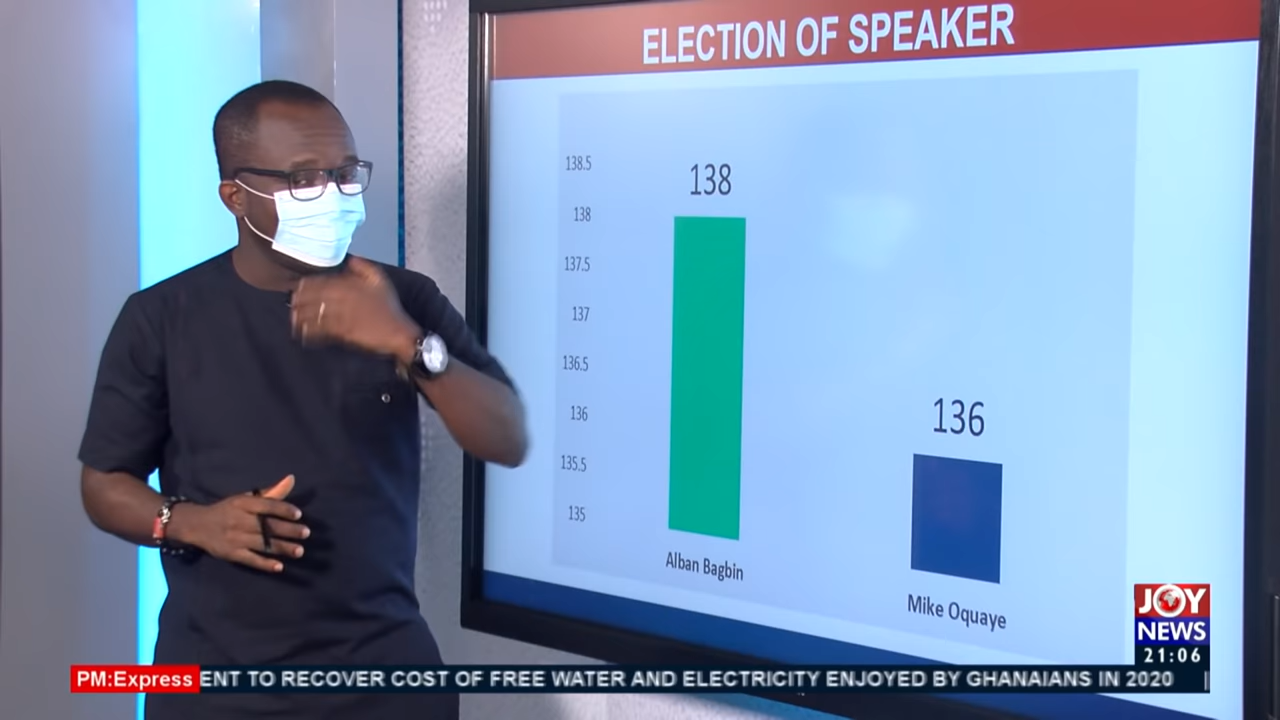 ELECTION OF SPEAKER
138.5
138
137.5
137
136.5
136
135.5
135
138
136
Alban Bagbin
Mike Oquaye
JOY
NEWS
21:06
PM:Express
ENT TO RECOVER COST OF FREE WATER AND ELECTRICITY ENJOYED BY GHANAIANS IN 2020